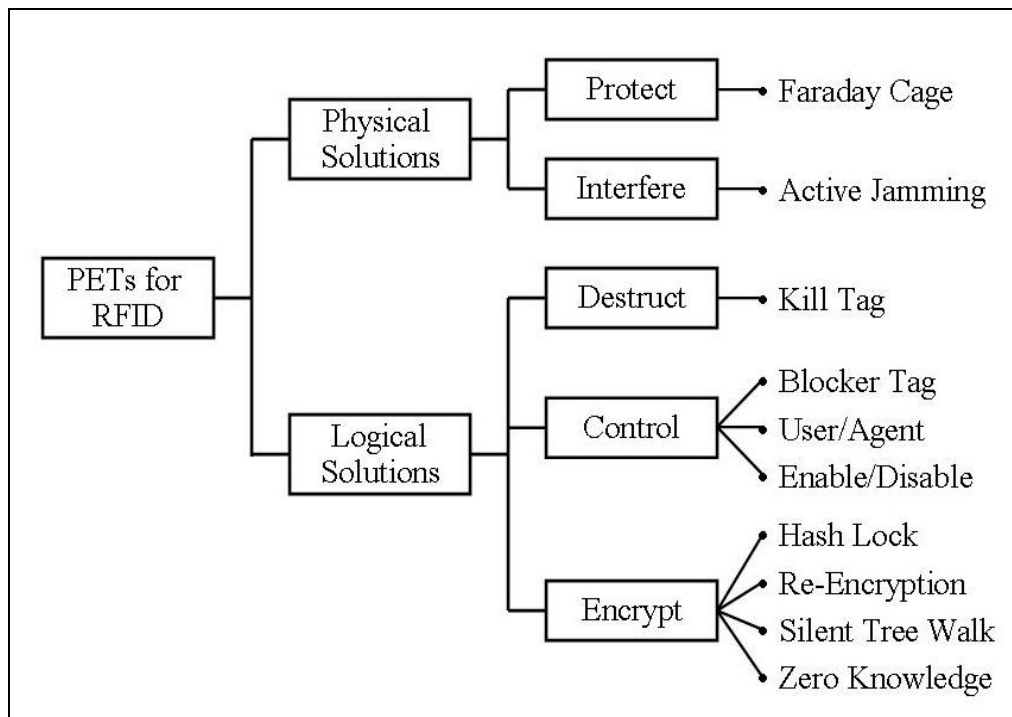 PETs for
RFID
Physical
Solutions
Protect
Faraday Cage
Interfere
Active Jamming
Logical
Solutions
Destruct
Kill Tag
Control
Blocker Tag
User/Agent
Enable/Disable
Encrypt
Hash Lock
Re-Encryption
Silent Tree Walk
Zero Knowledge